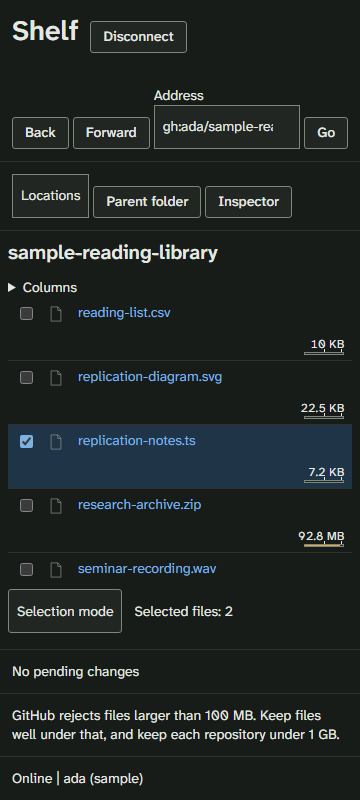 Shelf
Disconnect
Address
Back
Forward
gh:ada/sample-rea
Go
Locations
Parent folder
Inspector
sample-reading-library
Columns
reading-list.csv
10 KB
replication-diagram.svg
22.5 KB
replication-notes.ts
7.2 KB
research-archive.zip
92.8 MB
seminar-recording.wav
Selection mode
Selected files: 2
No pending changes
GitHub rejects files larger than 100 MB. Keep files
well under that, and keep each repository under 1 GB.
Online | ada (sample)